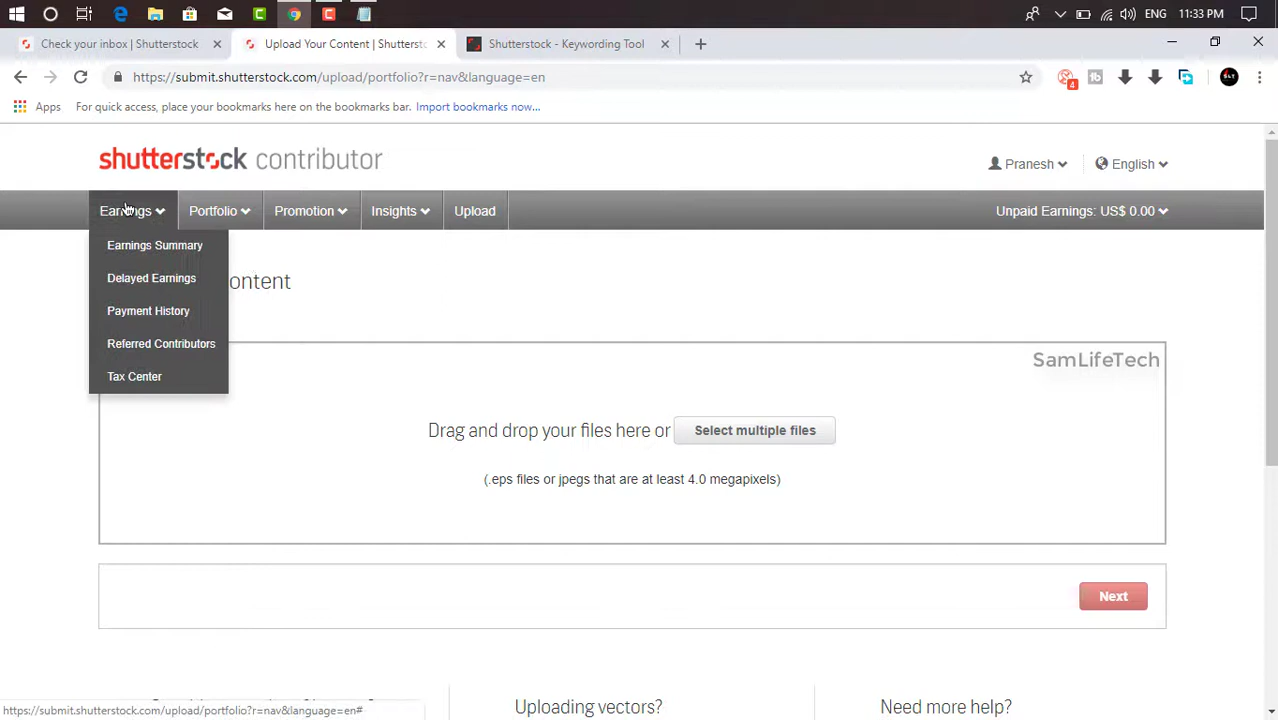 ENG 11:33 PM
Check your inbox | Shutterstock
Upload Your Content | Shuttersto
Shutterstock - Keywording Tool
https://submit.shutterstock.com/upload/portfolio?r=nav&language=en
4
SLT
Apps For quick access, place your bookmarks here on the bookmarks bar. Import bookmarks now...
shutterstock contributor
Pranesh
English
Earnings Portfolio Promotion Insights Upload Unpaid Earnings: US$ 0.00
Earnings Summary
Delayed Earnings
Payment History
Referred Contributors
Tax Center
ontent
SamLifeTech
Drag and drop your files here or Select multiple files
(.eps files or jpegs that are at least 4.0 megapixels)
Next
Uploading vectors?
Need more help?
https://submit.shutterstock.com/upload/portfolio?r=nav&language=en#